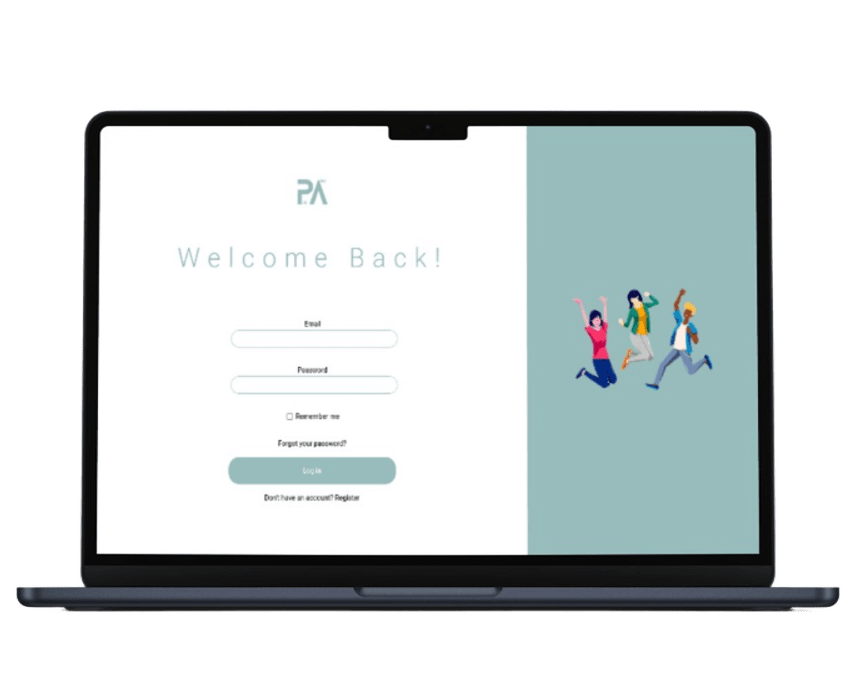 PA
Welcome Back!
Email
Password
Remember me
Forgot your password?
Log in
Don't have an account? Register